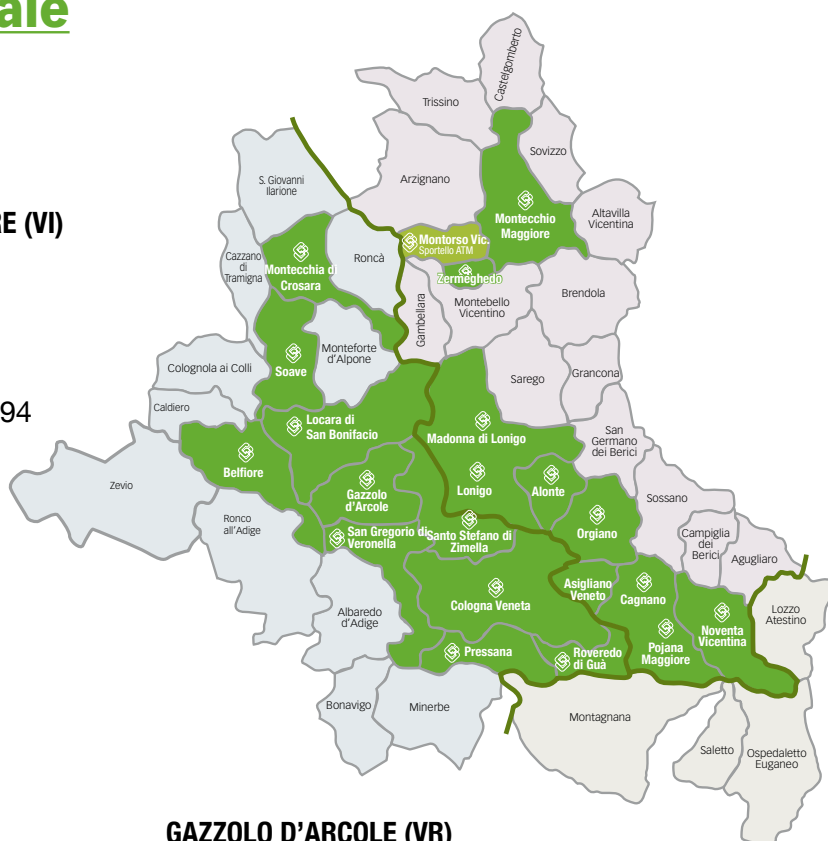 ale
RE (VI)
94
Castelgomberto
Trissino
Sovizzo
Arzignano
S. Giovanni
Ilarione
Montecchio
Maggiore
Altavilla
Vicentina
Montorso Vic.
Sportello ATM
Cazzano
di
Tramigna
Montecchia di
Crosara
Roncà
Zermeghedo
Gambellara
Montebello
Vicentino
Brendola
Colognola ai Colli
Soave
Monteforte
d'Alpone
Sarego
Grancona
Caldiero
Locara di
San Bonifacio
Madonna di Lonigo
San
Germano
dei Berici
Zevio
Belfiore
Gazzolo
d'Arcole
Lonigo
Alonte
Sossano
Ronco
all'Adige
San Gregorio di
Veronella
Santo Stefano di
Zimella
Orgiano
Campiglia
dei
Berici
Agugliaro
Albaredo
d'Adige
Cologna Veneta
Asigliano
Veneto
Cagnano
Noventa
Vicentina
Lozzo
Atestino
Pressana
Roveredo
di Guà
Pojana
Maggiore
Bonavigo
Minerbe
Montagnana
Saletto
Ospedaletto
Euganeo
GAZZOLO D'ARCOLE (VR)